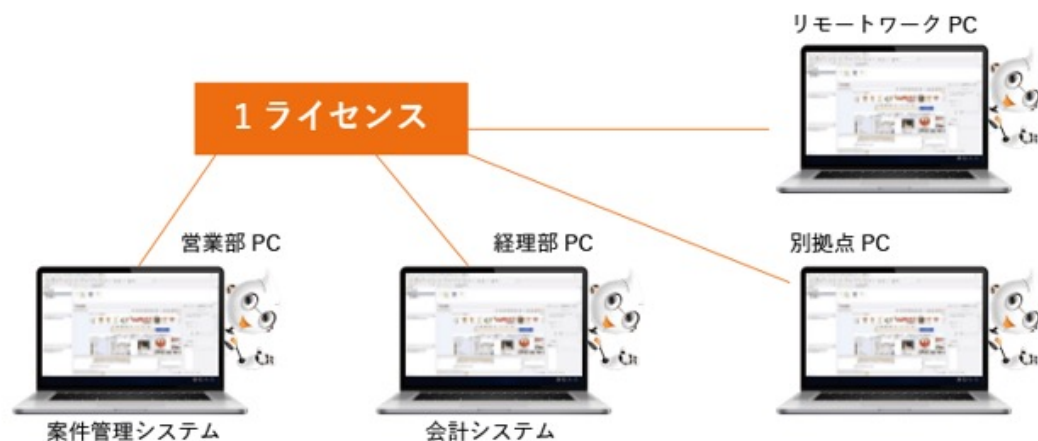 リモートワーク PC
1 ライセンス
営業部 PC
経理部 PC
別拠点 PC
案件管理システム
会計システム